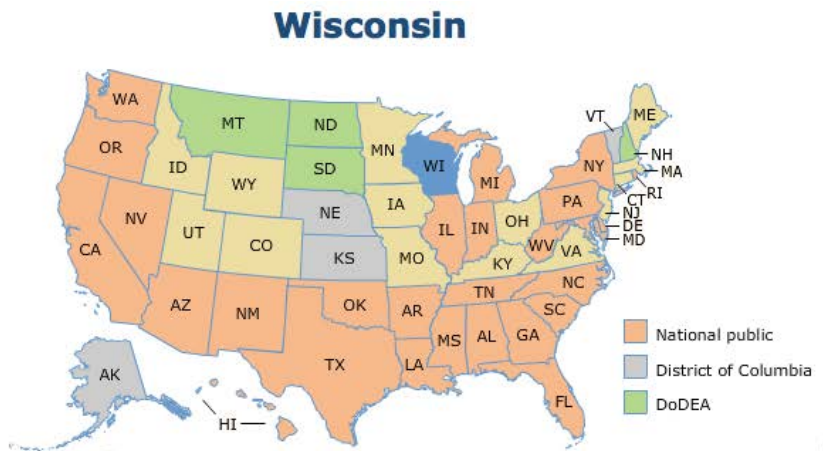 Wisconsin
WA
MT
ND
MN
VT
ME
OR
ID
SD
WI
NY
NH
MA
WY
MI
RI
CT
NV
NE
IA
PA
NJ
UT
CO
IL
IN
OH
DE
MD
CA
KS
MO
WV
VA
KY
AZ
NM
OK
AR
TN
NC
SC
MS
AL
GA
TX
LA
FL
AK
HI
National public
District of Columbia
DoDEA